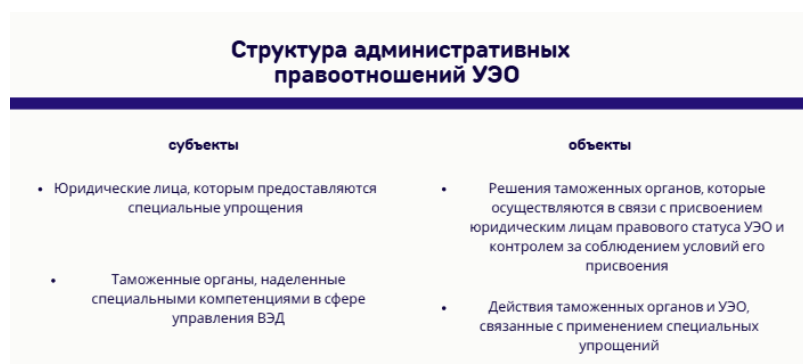 Структура административных
правоотношений УЭО
субъекты
• Юридические лица, которым предоставляются
специальные упрощения
• Таможенные органы, наделенные
специальными компетенциями в сфере
управления ВЭД
объекты
• Решения таможенных органов, которые
осуществляются в связи с присвоением
юридическим лицам правового статуса УЭО и
контролем за соблюдением условий его
присвоения
• Действия таможенных органов и УЭО,
связанные с применением специальных
упрощений